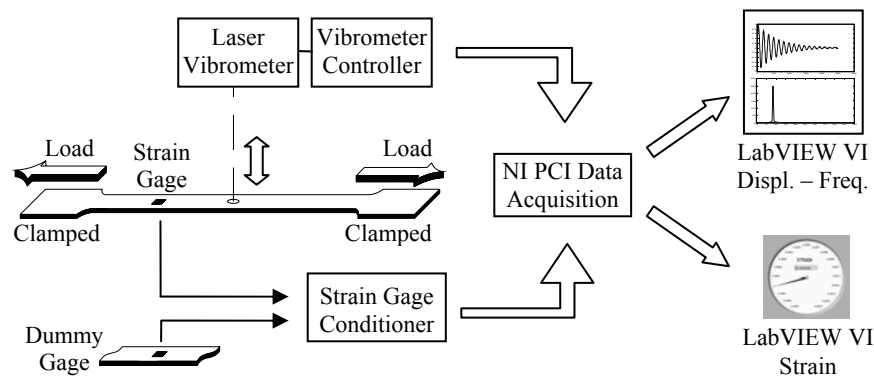 Laser
Vibrometer
Vibrometer
Controller
Load
Strain
Gage
Load
Clamped
Clamped
NI PCI Data
Acquisition
LabVIEW VI
Displ. – Freq.
Dummy
Gage
Strain Gage
Conditioner
STRAIN
LabVIEW VI
Strain